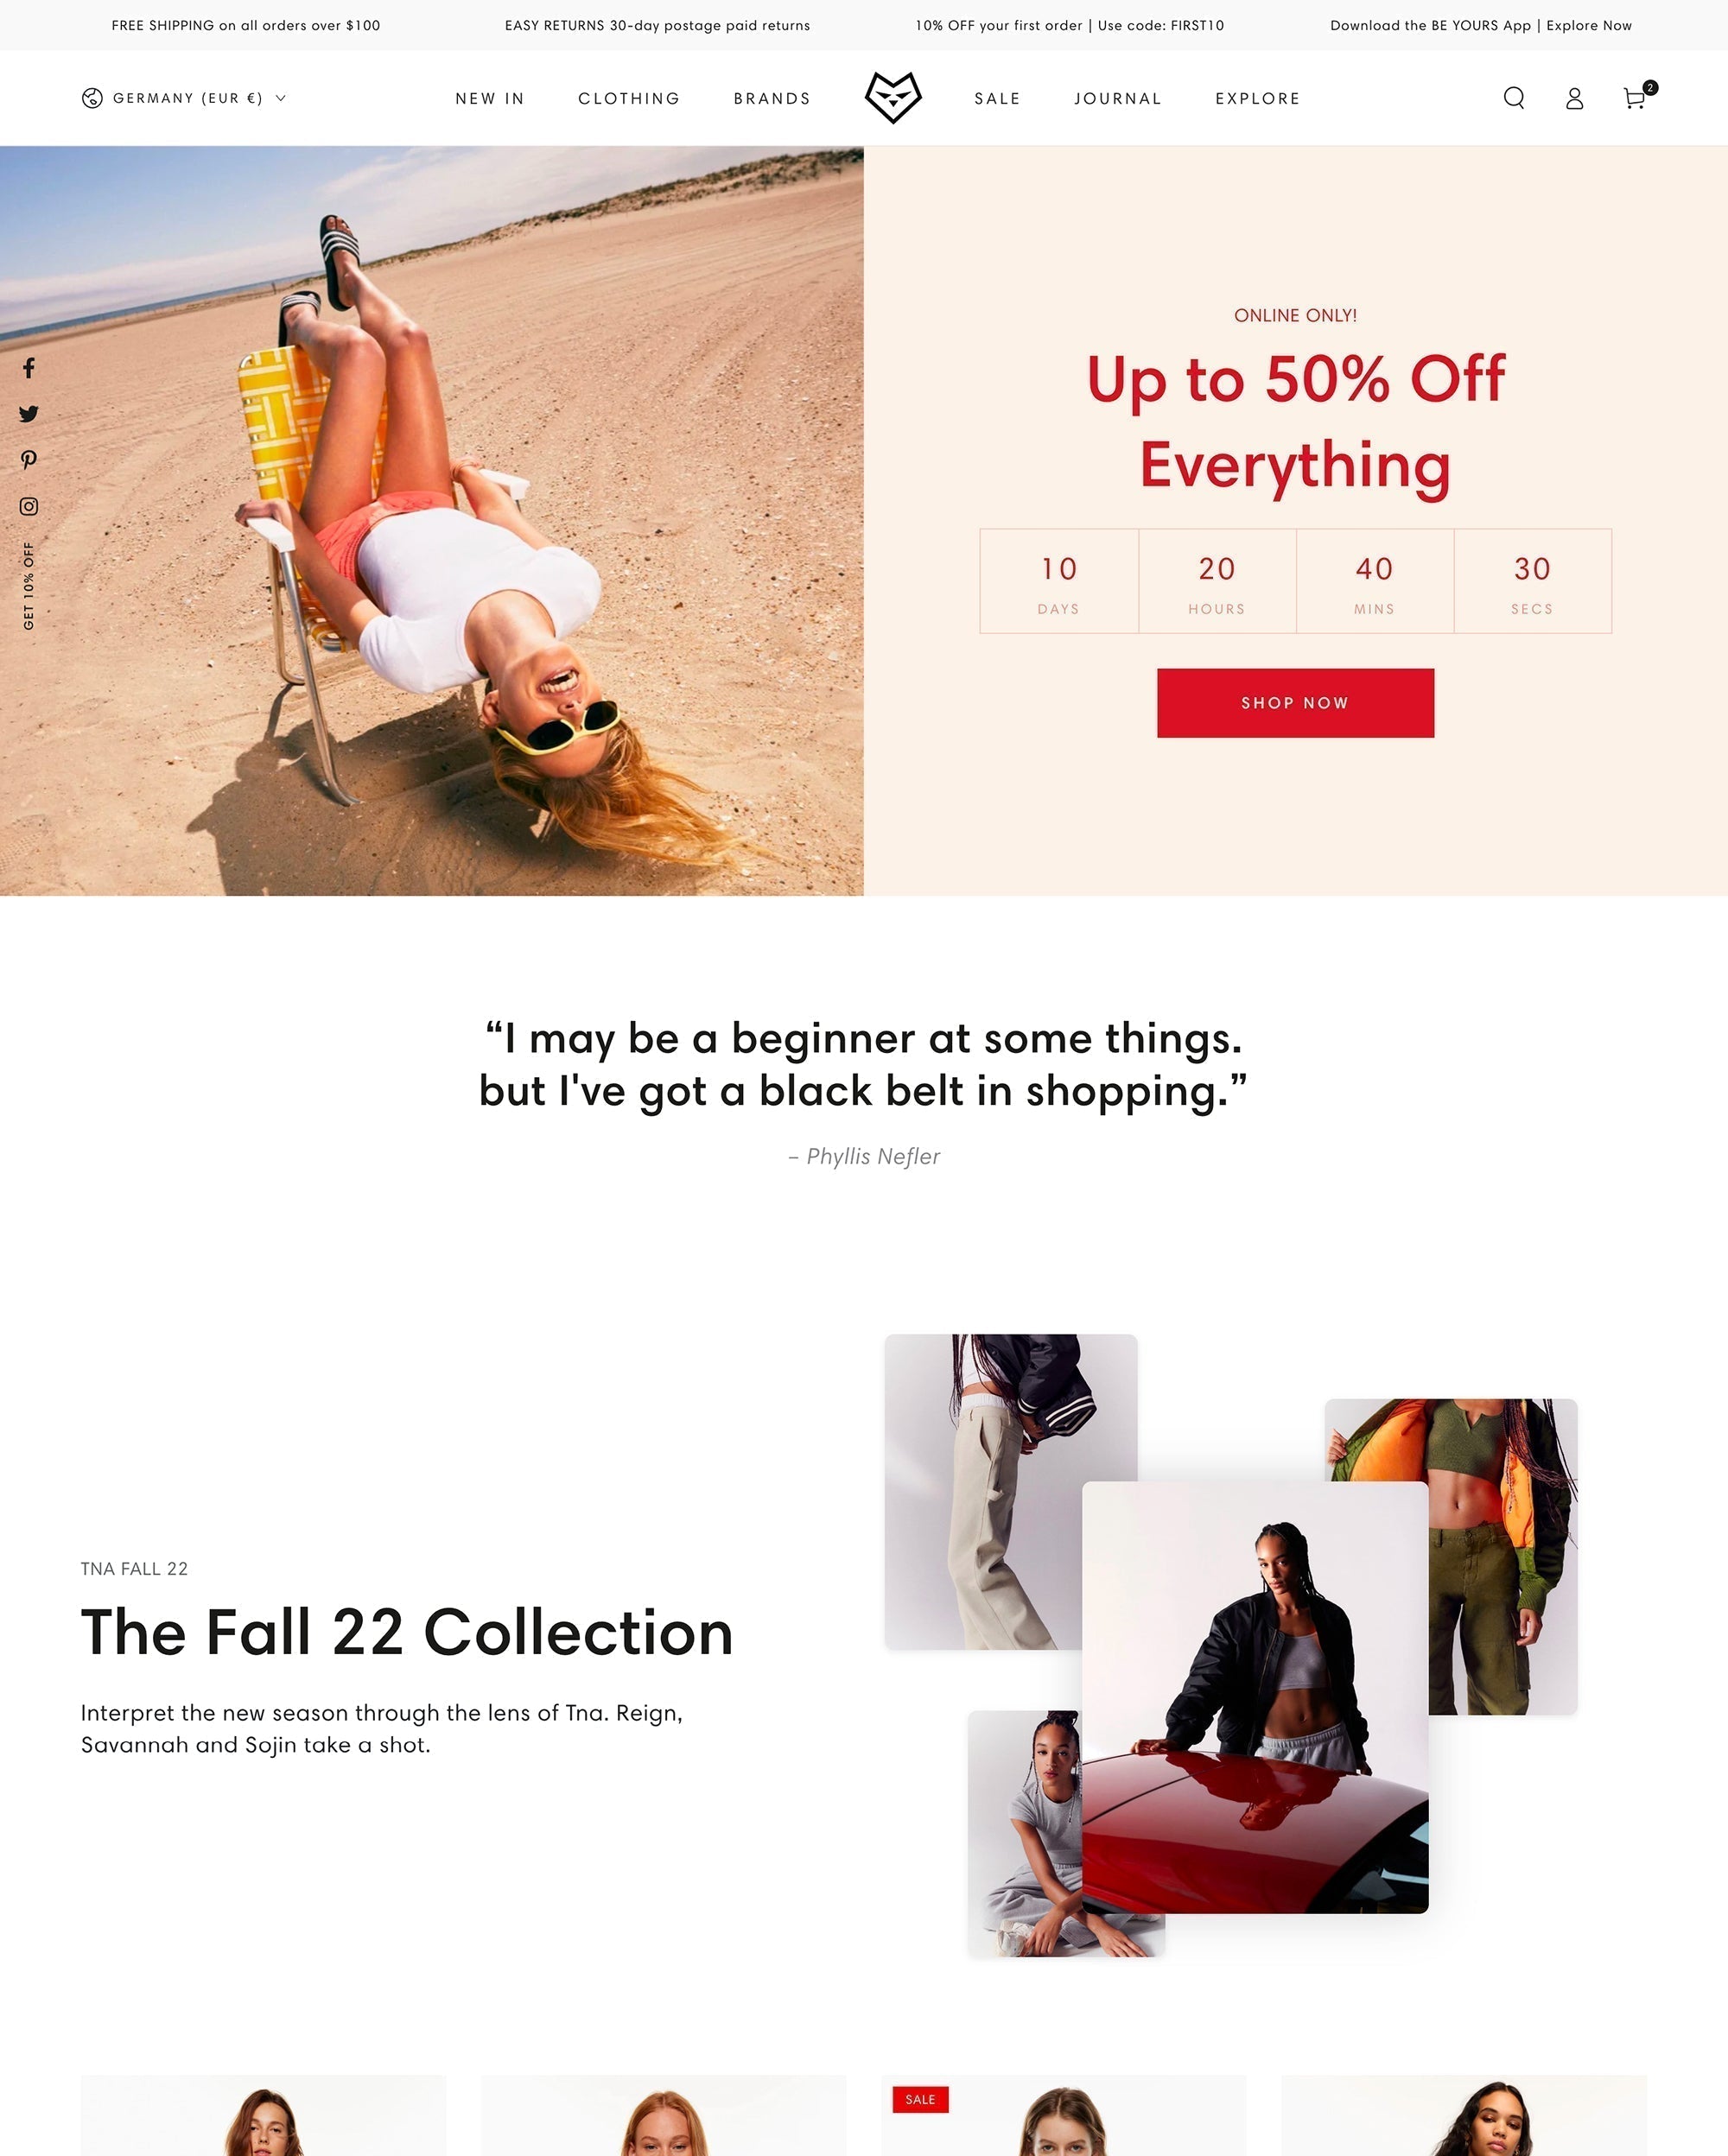 FREE SHIPPING on all orders over $100
EASY RETURNS 30-day postage paid returns
10% OFF your first order | Use code: FIRST10
Download the BE YOURS App | Explore Now
GERMANY (EUR €)
NEW IN
CLOTHING
BRANDS
SALE
JOURNAL
EXPLORE
2
GET 10% OFF
ONLINE ONLY!
Up to 50% Off
Everything
10
20
40
30
DAYS
HOURS
MINS
SECS
SHOP NOW
“I may be a beginner at some things.
but I've got a black belt in shopping.”
– Phyllis Nefler
TNA FALL 22
The Fall 22 Collection
Interpret the new season through the lens of Tna. Reign,
Savannah and Sojin take a shot.
SALE